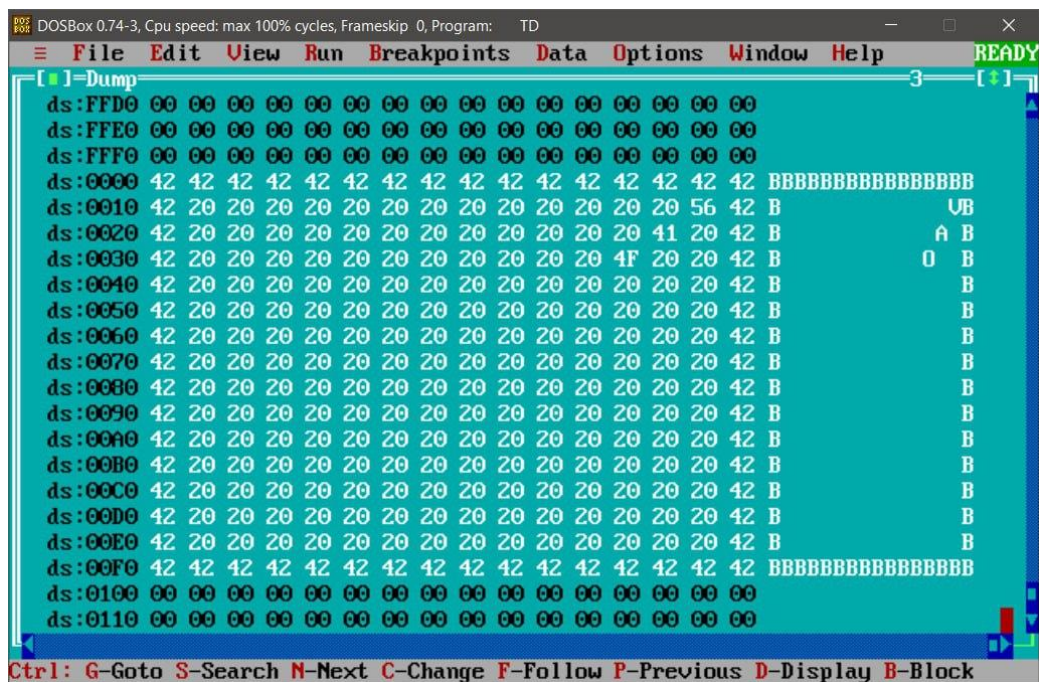 DOSBox 0.74-3, Cpu speed: max 100% cycles, Frameskip 0, Program: TD
≡ File Edit View Run Breakpoints Data Options Window Help READY
[■]=Dump 3 [↕]
ds:FFD0 00 00 00 00 00 00 00 00 00 00 00 00 00 00 00 00
ds:FFE0 00 00 00 00 00 00 00 00 00 00 00 00 00 00 00 00
ds:FFF0 00 00 00 00 00 00 00 00 00 00 00 00 00 00 00 00
ds:0000 42 42 42 42 42 42 42 42 42 42 42 42 42 42 42 42 BBBBBBBBBBBBBBBB
ds:0010 42 20 20 20 20 20 20 20 20 20 20 20 20 20 56 42 B             VB
ds:0020 42 20 20 20 20 20 20 20 20 20 20 20 20 41 20 42 B            A B
ds:0030 42 20 20 20 20 20 20 20 20 20 20 20 4F 20 20 42 B           O  B
ds:0040 42 20 20 20 20 20 20 20 20 20 20 20 20 20 20 42 B              B
ds:0050 42 20 20 20 20 20 20 20 20 20 20 20 20 20 20 42 B              B
ds:0060 42 20 20 20 20 20 20 20 20 20 20 20 20 20 20 42 B              B
ds:0070 42 20 20 20 20 20 20 20 20 20 20 20 20 20 20 42 B              B
ds:0080 42 20 20 20 20 20 20 20 20 20 20 20 20 20 20 42 B              B
ds:0090 42 20 20 20 20 20 20 20 20 20 20 20 20 20 20 42 B              B
ds:00A0 42 20 20 20 20 20 20 20 20 20 20 20 20 20 20 42 B              B
ds:00B0 42 20 20 20 20 20 20 20 20 20 20 20 20 20 20 42 B              B
ds:00C0 42 20 20 20 20 20 20 20 20 20 20 20 20 20 20 42 B              B
ds:00D0 42 20 20 20 20 20 20 20 20 20 20 20 20 20 20 42 B              B
ds:00E0 42 20 20 20 20 20 20 20 20 20 20 20 20 20 20 42 B              B
ds:00F0 42 42 42 42 42 42 42 42 42 42 42 42 42 42 42 42 BBBBBBBBBBBBBBBB
ds:0100 00 00 00 00 00 00 00 00 00 00 00 00 00 00 00 00
ds:0110 00 00 00 00 00 00 00 00 00 00 00 00 00 00 00 00
Ctrl: G-Goto S-Search N-Next C-Change F-Follow P-Previous D-Display B-Block